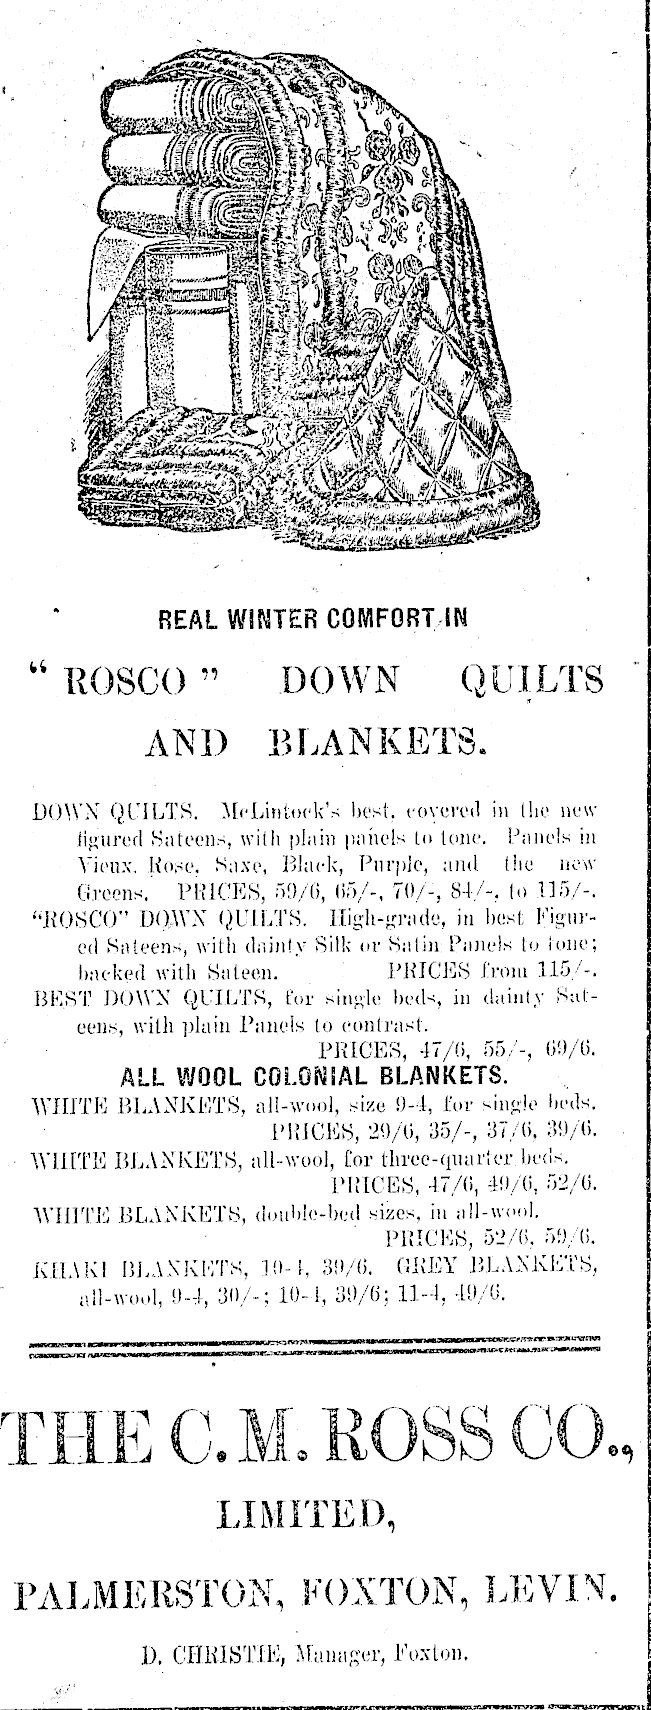 REAL WINTER COMFORT IN
“ROSCO” DOWN QUILTS
AND BLANKETS.
DOWN QUILTS. McLintock's best, covered in the new
figured Sateens, with plain panels to tone. Panels in
Vieux, Rose, Saxe, Black, Purple, and the new
Greens. PRICES, 59/6, 65/-, 70/-, 84/-, to 115/-.
“ROSCO” DOWN QUILTS. High-grade, in best Figur-
ed Sateens, with dainty Silk or Satin Panels to tone;
backed with Sateen. PRICES from 115/-.
BEST DOWN QUILTS, for single beds, in dainty Sat-
eens, with plain Panels to contrast.
PRICES, 47/6, 55/-, 69/6.
ALL WOOL COLONIAL BLANKETS.
WHITE BLANKETS, all-wool, size 9-4, for single beds.
PRICES, 29/6, 35/-, 37/6, 39/6.
WHITE BLANKETS, all-wool, for three-quarter beds.
PRICES, 47/6, 49/6, 52/6.
WHITE BLANKETS, double-bed sizes, in all-wool.
PRICES, 52/6, 59/6.
KHAKI BLANKETS, 10-4, 39/6. GREY BLANKETS,
all-wool, 9-4, 30/-; 10-4, 39/6; 11-4, 49/6.
THE C. M. ROSS CO.,
LIMITED,
PALMERSTON, FOXTON, LEVIN.
D. CHRISTIE, Manager, Foxton.